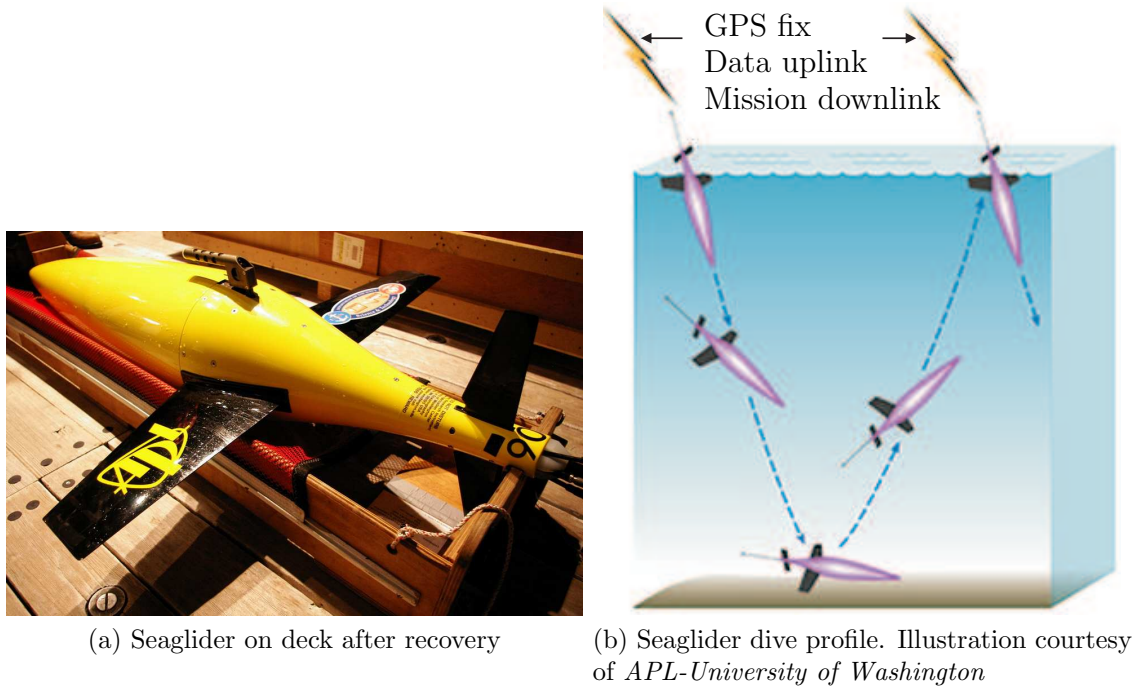 GPS fix
Data uplink
Mission downlink
APL
(a) Seaglider on deck after recovery
(b) Seaglider dive profile. Illustration courtesy
of APL-University of Washington